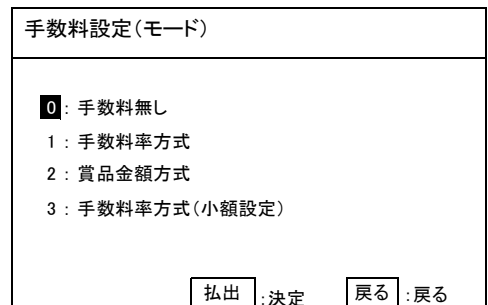 手数料設定(モード)
0 : 手数料無し
1 : 手数料率方式
2 : 賞品金額方式
3 : 手数料率方式(小額設定)
払出 :決定 戻る :戻る